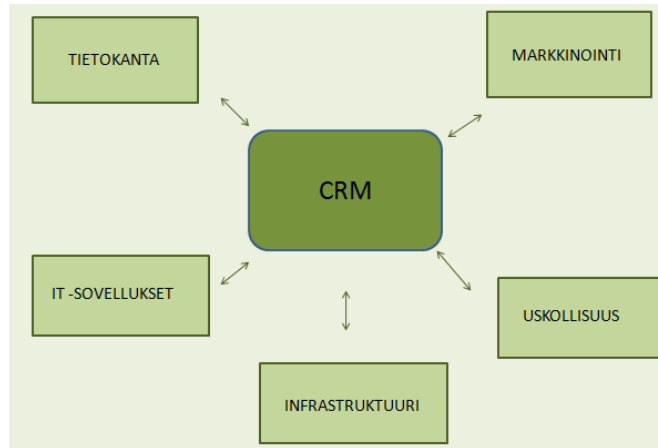 TIETOKANTA
MARKKINOINTI
CRM
IT -SOVELLUKSET
USKOLLISUUS
INFRASTRUKTUURI